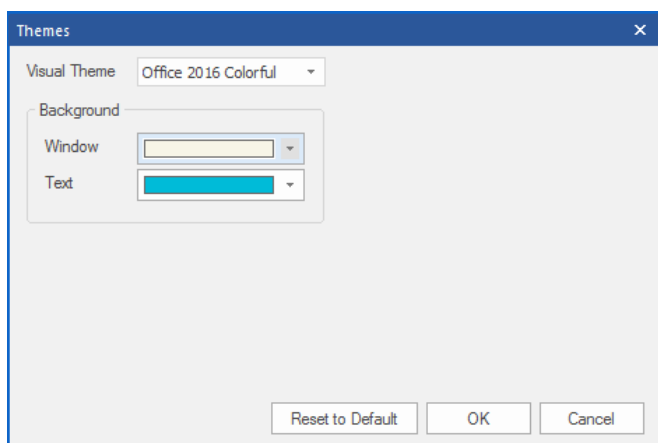 Themes
Visual Theme Office 2016 Colorful
Background
Window
Text
Reset to Default OK Cancel